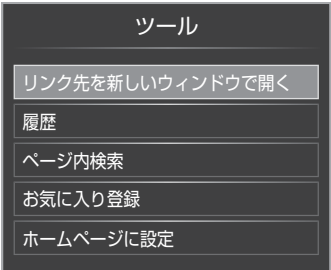 ツール
リンク先を新しいウィンドウで開く
履歴
ページ内検索
お気に入り登録
ホームページに設定